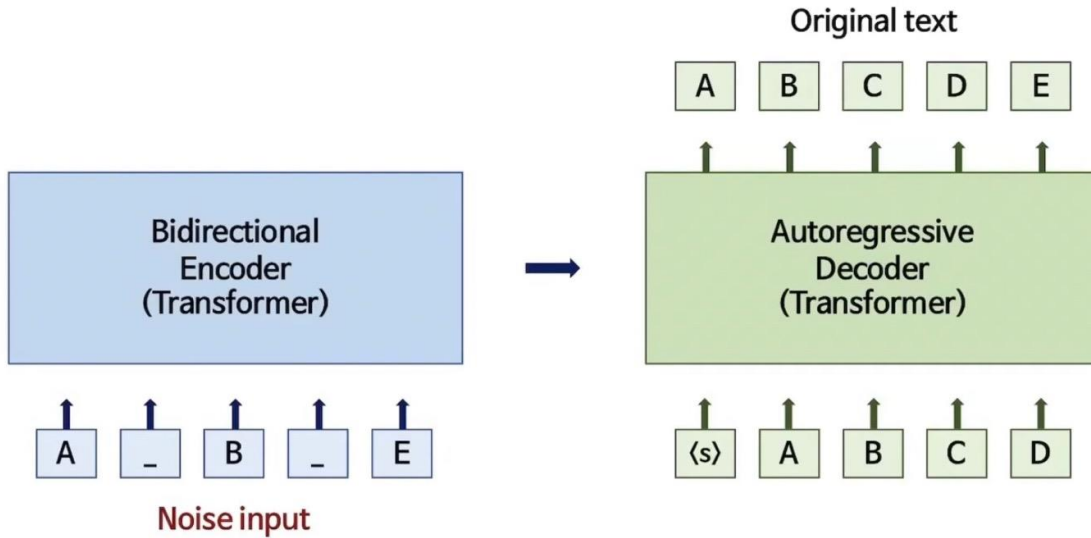 Original text
A B C D E
Bidirectional
Encoder
(Transformer)
Autoregressive
Decoder
(Transformer)
A _ B _ E
⟨s⟩ A B C D
Noise input